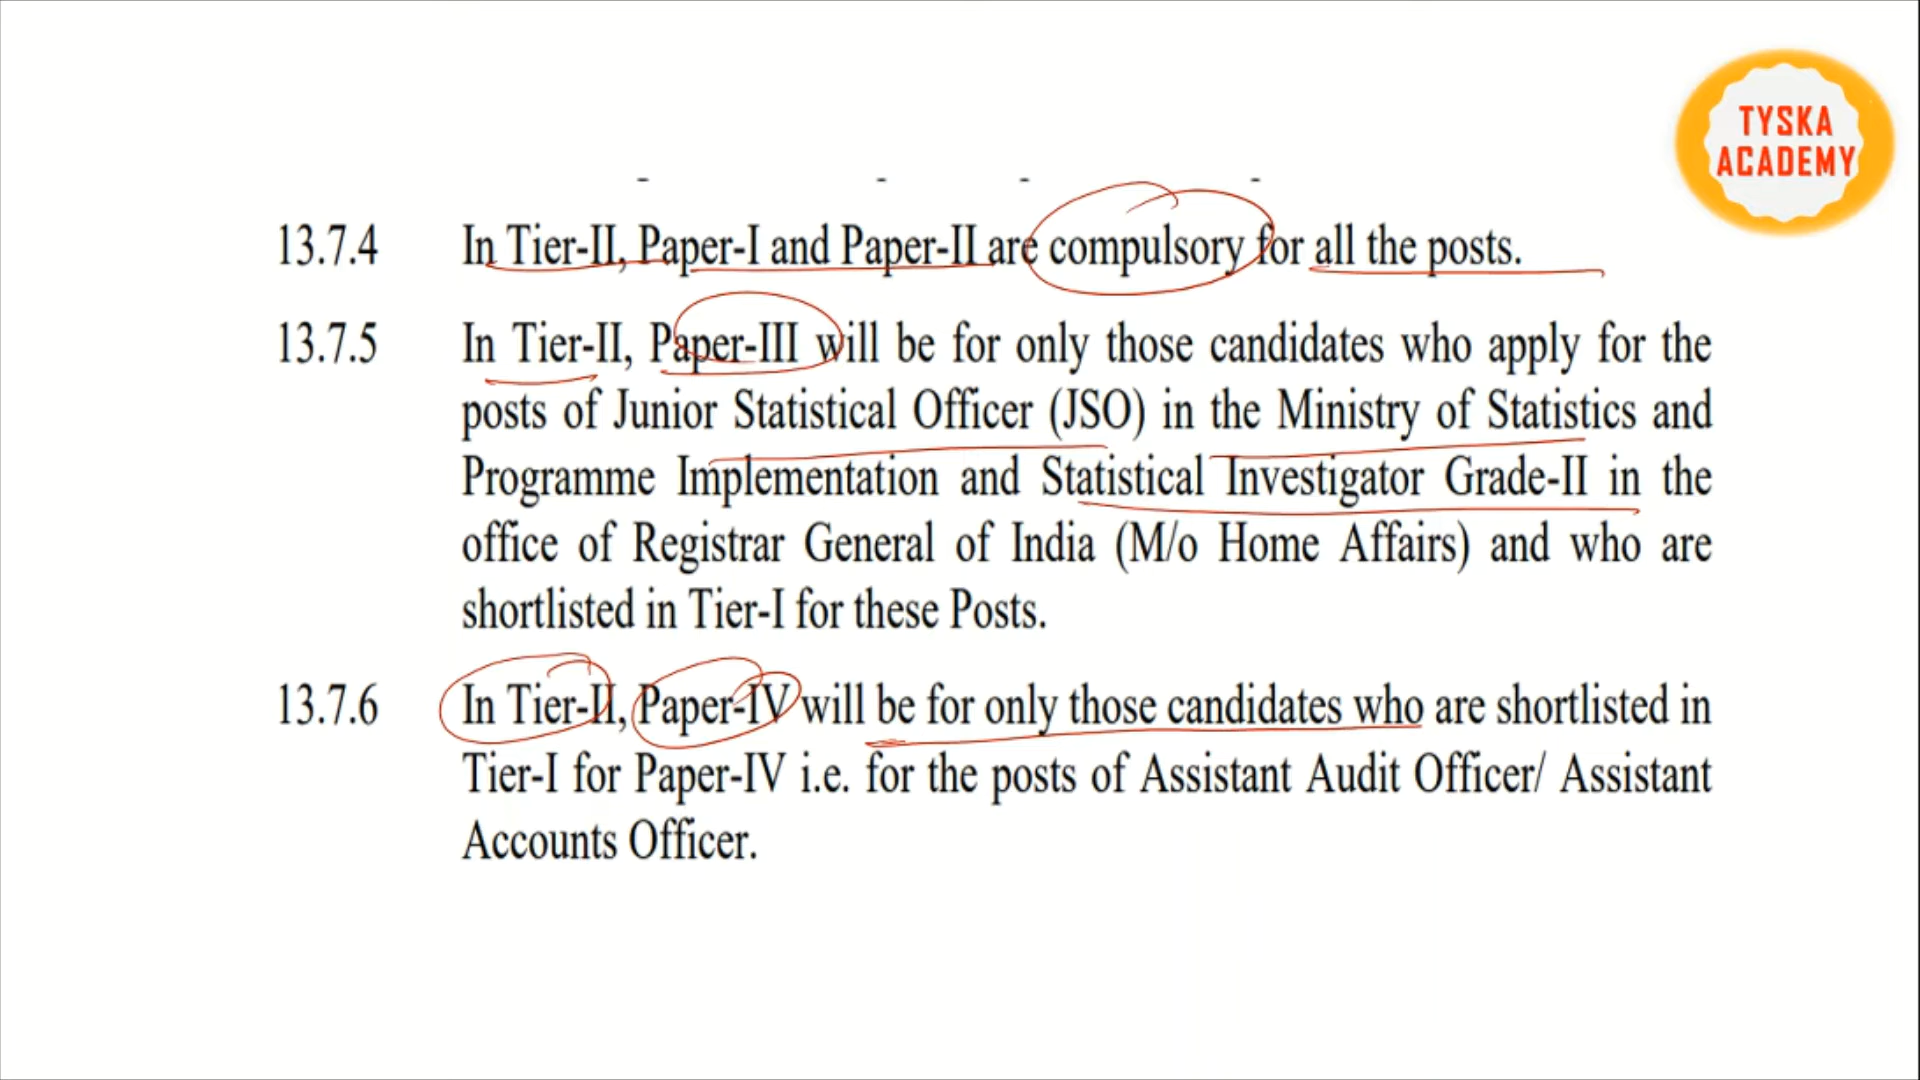 TYSKA
ACADEMY
13.7.4 In Tier-II, Paper-I and Paper-II are compulsory for all the posts.
13.7.5 In Tier-II, Paper-III will be for only those candidates who apply for the
posts of Junior Statistical Officer (JSO) in the Ministry of Statistics and
Programme Implementation and Statistical Investigator Grade-II in the
office of Registrar General of India (M/o Home Affairs) and who are
shortlisted in Tier-I for these Posts.
13.7.6 In Tier-II, Paper-IV will be for only those candidates who are shortlisted in
Tier-I for Paper-IV i.e. for the posts of Assistant Audit Officer/ Assistant
Accounts Officer.